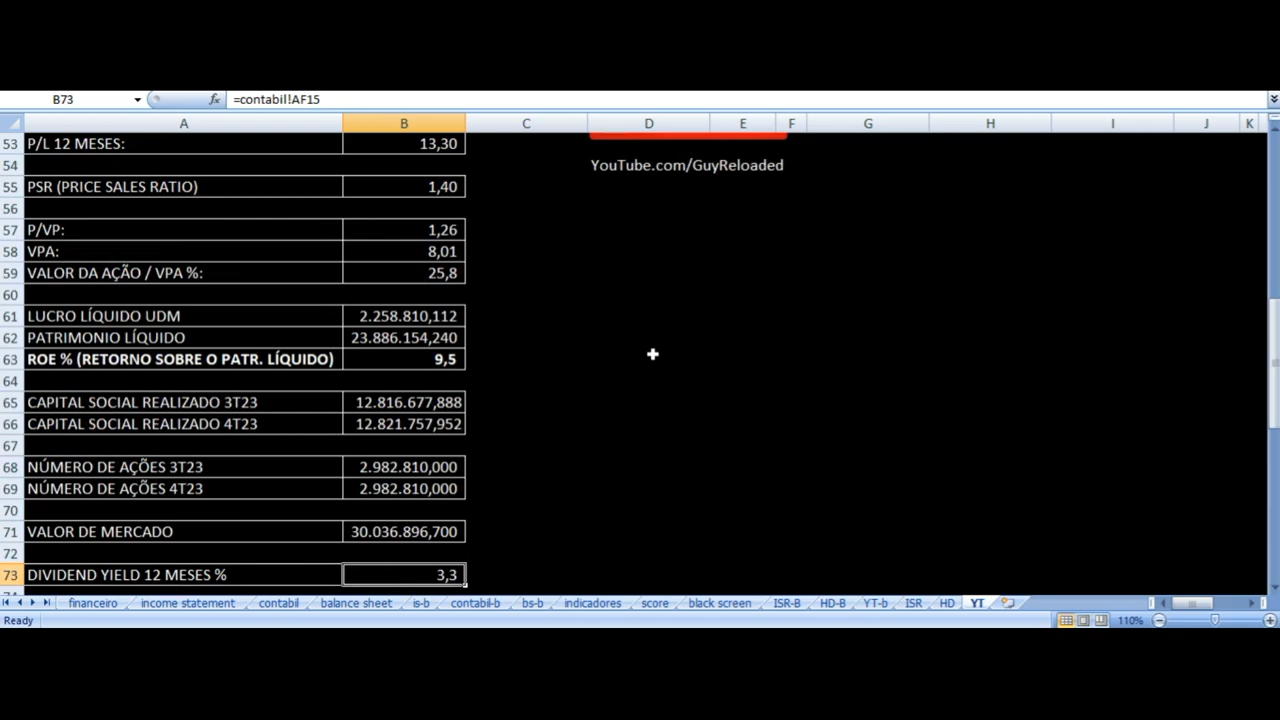 B73 fx =contabil!AF15
A B C D E F G H I J K
53 P/L 12 MESES: 13,30
54 YouTube.com/GuyReloaded
55 PSR (PRICE SALES RATIO) 1,40
56
57 P/VP: 1,26
58 VPA: 8,01
59 VALOR DA AÇÃO / VPA %: 25,8
60
61 LUCRO LÍQUIDO UDM 2.258.810,112
62 PATRIMONIO LÍQUIDO 23.886.154,240
63 ROE % (RETORNO SOBRE O PATR. LÍQUIDO) 9,5
64
65 CAPITAL SOCIAL REALIZADO 3T23 12.816.677,888
66 CAPITAL SOCIAL REALIZADO 4T23 12.821.757,952
67
68 NÚMERO DE AÇÕES 3T23 2.982.810,000
69 NÚMERO DE AÇÕES 4T23 2.982.810,000
70
71 VALOR DE MERCADO 30.036.896,700
72
73 DIVIDEND YIELD 12 MESES % 3,3
financeiro income statement contabil balance sheet is-b contabil-b bs-b indicadores score black screen ISR-B HD-B YT-b ISR HD YT
Ready 110%